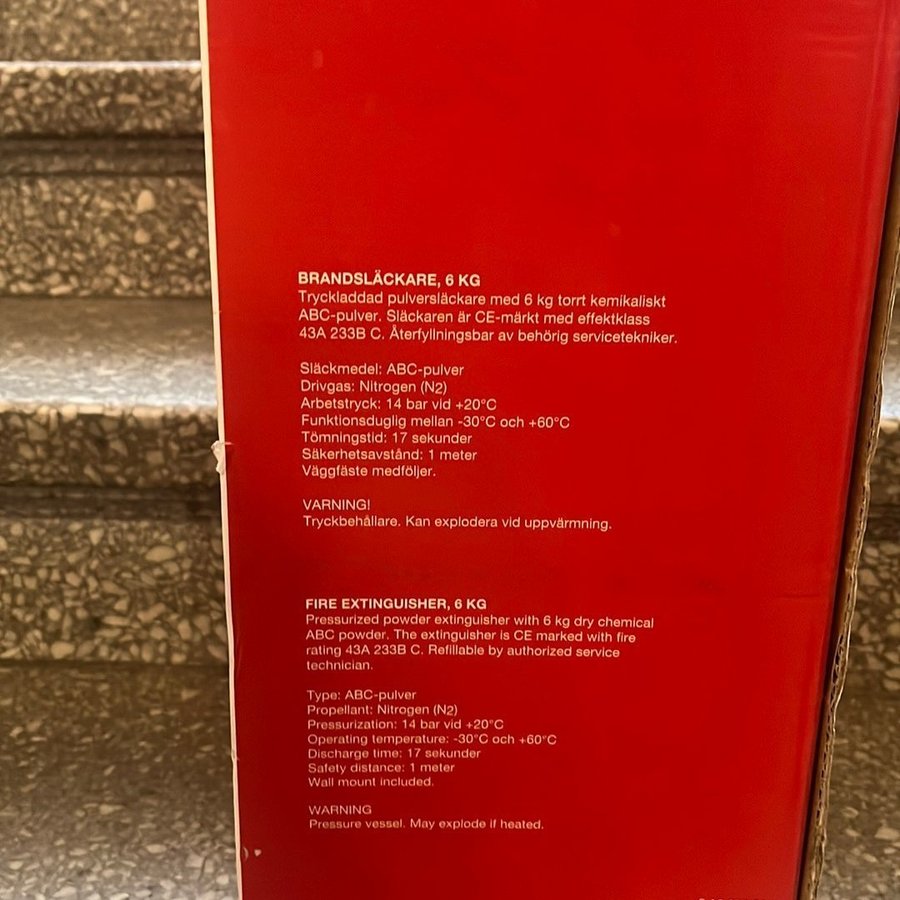 BRANDSLÄCKARE, 6 KG
Tryckladdad pulversläckare med 6 kg torrt kemikaliskt
ABC-pulver. Släckaren är CE-märkt med effektklass
43A 233B C. Återfyllningsbar av behörig servicetekniker.
Släckmedel: ABC-pulver
Drivgas: Nitrogen (N2)
Arbetstryck: 14 bar vid +20°C
Funktionsduglig mellan -30°C och +60°C
Tömningstid: 17 sekunder
Säkerhetsavstånd: 1 meter
Väggfäste medföljer.
VARNING!
Tryckbehållare. Kan explodera vid uppvärmning.
FIRE EXTINGUISHER, 6 KG
Pressurized powder extinguisher with 6 kg dry chemical
ABC powder. The extinguisher is CE marked with fire
rating 43A 233B C. Refillable by authorized service
technician.
Type: ABC-pulver
Propellant: Nitrogen (N2)
Pressurization: 14 bar vid +20°C
Operating temperature: -30°C och +60°C
Discharge time: 17 sekunder
Safety distance: 1 meter
Wall mount included.
WARNING
Pressure vessel. May explode if heated.